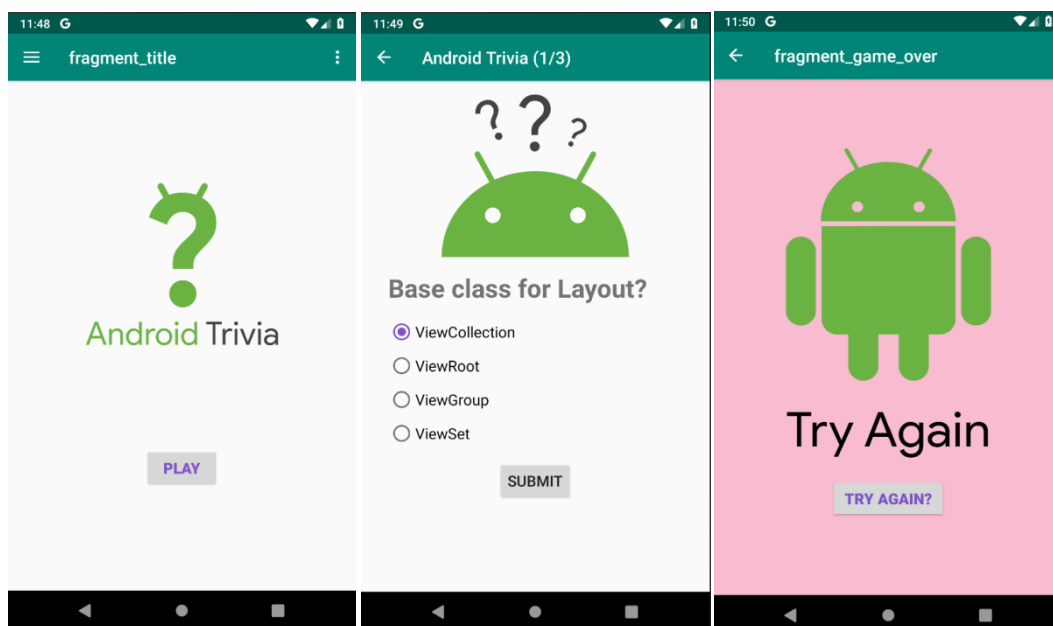 11:48 G
fragment_title
Android Trivia
PLAY
11:49 G
Android Trivia (1/3)
? ? ?
Base class for Layout?
ViewCollection
ViewRoot
ViewGroup
ViewSet
SUBMIT
11:50 G
fragment_game_over
Try Again
TRY AGAIN?